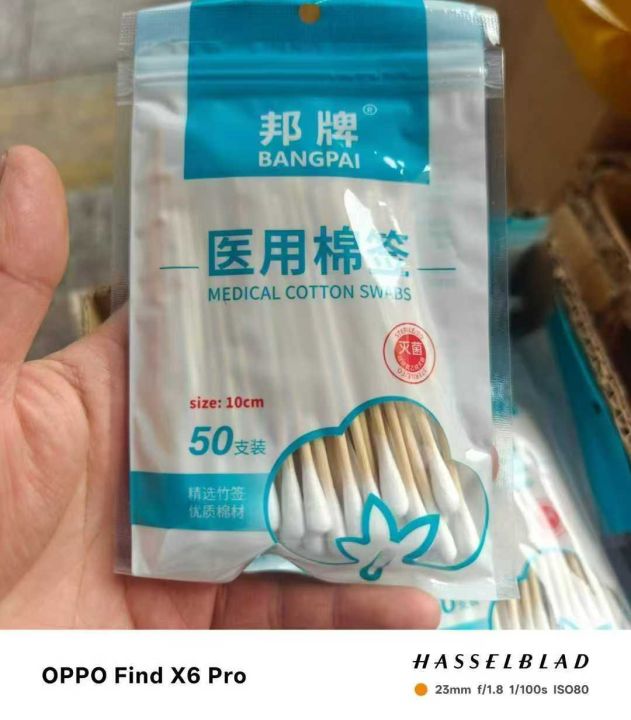 邦牌®
BANGPAI
医用棉签
MEDICAL COTTON SWABS
灭菌
size: 10cm
50支装
精选竹签
优质棉材
OPPO Find X6 Pro
HASSELBLAD
23mm f/1.8 1/100s ISO80